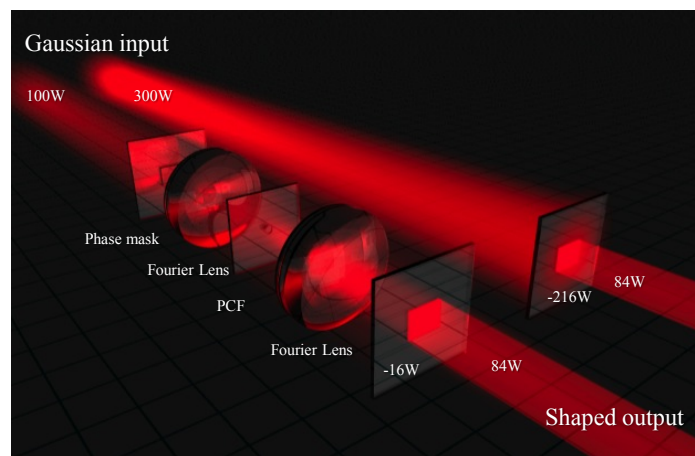 Gaussian input
100W
300W
Phase mask
Fourier Lens
PCF
Fourier Lens
-16W
84W
-216W
84W
Shaped output